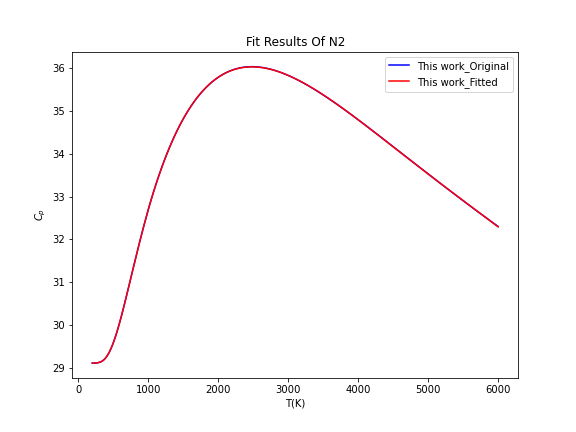 Fit Results Of N2
This work_Original
This work_Fitted
36
35
34
33
32
31
30
29
C_p
0 1000 2000 3000 4000 5000 6000
T(K)